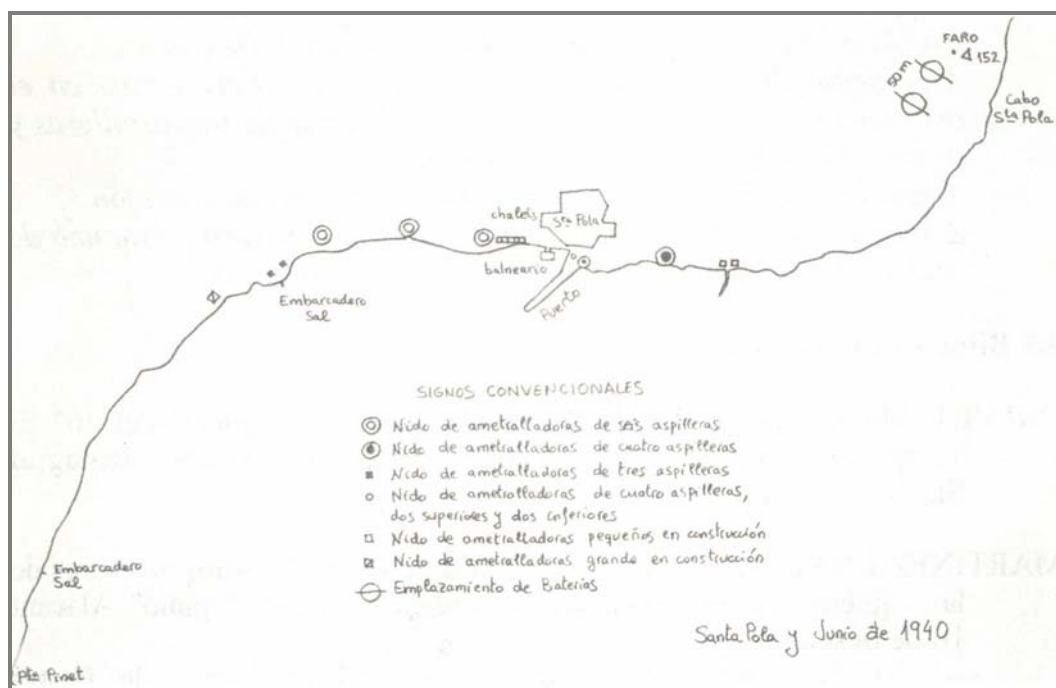 FARO
152
50 m
Cabo
Sta Pola
chalets
Sta Pola
balneario
Puerto
Embarcadero
Sal
SIGNOS CONVENCIONALES
Nido de ametralladoras de seis aspilleras
Nido de ametralladoras de cuatro aspilleras
Nido de ametralladoras de tres aspilleras
Nido de ametralladoras de cuatro aspilleras,
dos superiores y dos inferiores
Nido de ametralladoras pequeños en construcción
Nido de ametralladoras grande en construcción
Emplazamiento de Baterías
Embarcadero
Sal
Pta Pinet
Santa Pola y Junio de 1940